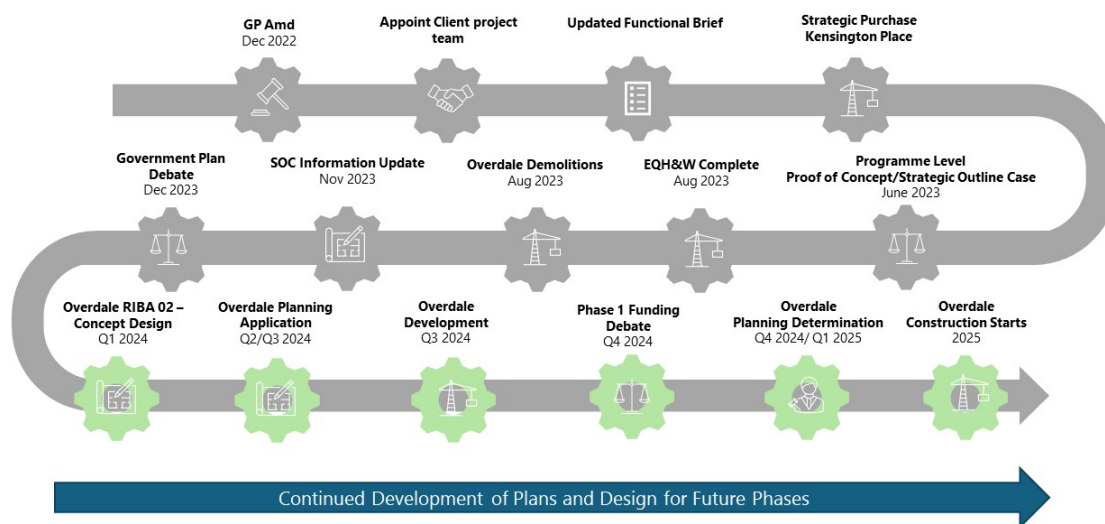 GP Amd
Dec 2022
Appoint Client project
team
Updated Functional Brief
Strategic Purchase
Kensington Place
Government Plan
Debate
Dec 2023
SOC Information Update
Nov 2023
Overdale Demolitions
Aug 2023
EQH&W Complete
Aug 2023
Programme Level
Proof of Concept/Strategic Outline Case
June 2023
Overdale RIBA 02 –
Concept Design
Q1 2024
Overdale Planning
Application
Q2/Q3 2024
Overdale
Development
Q3 2024
Phase 1 Funding
Debate
Q4 2024
Overdale
Planning Determination
Q4 2024/ Q1 2025
Overdale
Construction Starts
2025
Continued Development of Plans and Design for Future Phases